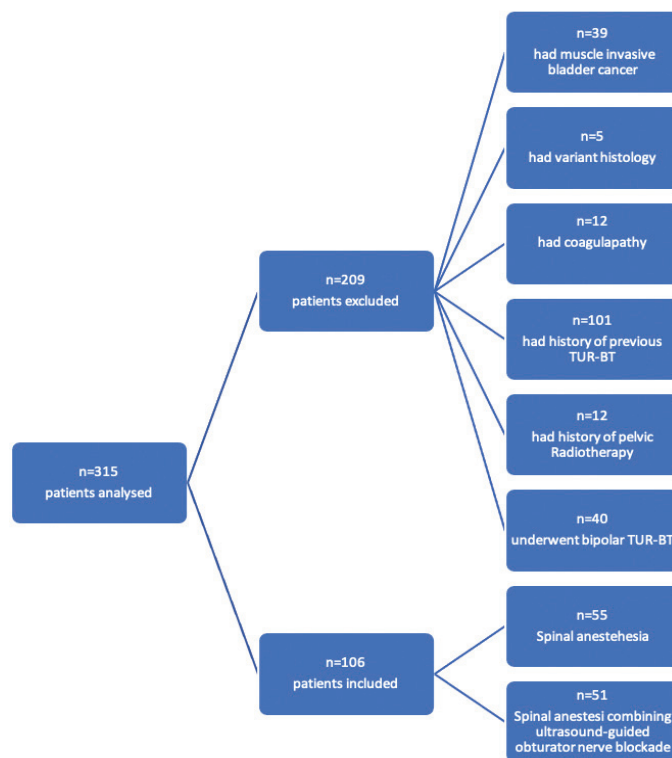 n=39
had muscle invasive
bladder cancer
n=5
had variant histology
n=12
had coagulapathy
n=209
patients excluded
n=101
had history of previous
TUR-BT
n=12
had history of pelvic
Radiotherapy
n=315
patients analysed
n=40
underwent bipolar TUR-BT
n=55
Spinal anestehesia
n=106
patients included
n=51
Spinal anestesi combining
ultrasound-guided
obturator nerve blockade